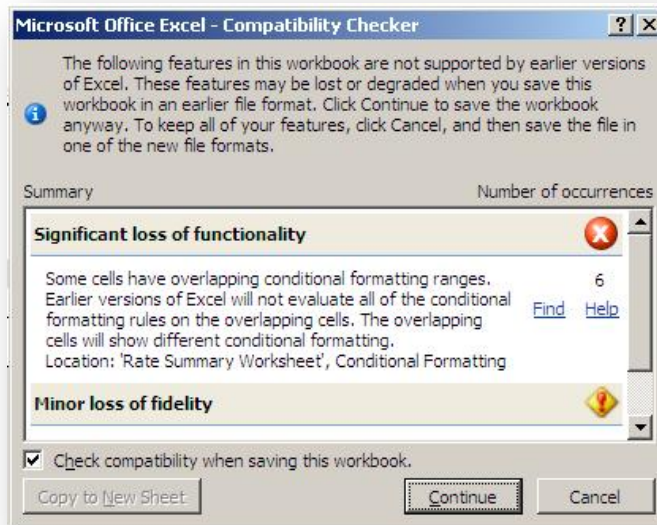 Microsoft Office Excel - Compatibility Checker
The following features in this workbook are not supported by earlier versions
of Excel. These features may be lost or degraded when you save this
workbook in an earlier file format. Click Continue to save the workbook
anyway. To keep all of your features, click Cancel, and then save the file in
one of the new file formats.
Summary Number of occurrences
Significant loss of functionality
Some cells have overlapping conditional formatting ranges. 6
Earlier versions of Excel will not evaluate all of the conditional
formatting rules on the overlapping cells. The overlapping Find Help
cells will show different conditional formatting.
Location: 'Rate Summary Worksheet', Conditional Formatting
Minor loss of fidelity
Check compatibility when saving this workbook.
Copy to New Sheet Continue Cancel